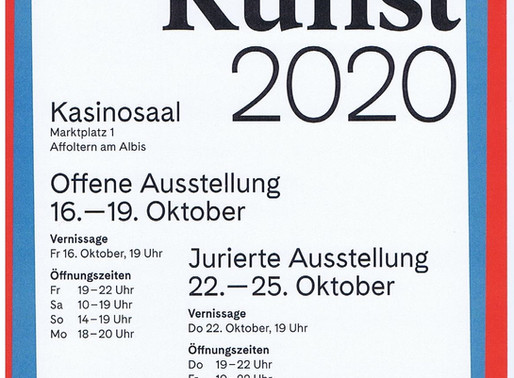 Kunst
2020
Kasinosaal
Marktplatz 1
Affoltern am Albis
Offene Ausstellung
16.—19. Oktober
Vernissage
Fr 16. Oktober, 19 Uhr
Öffnungszeiten
Fr 19–22 Uhr
Sa 10–19 Uhr
So 14–19 Uhr
Mo 18–20 Uhr
Jurierte Ausstellung
22.—25. Oktober
Vernissage
Do 22. Oktober, 19 Uhr
Öffnungszeiten
Do 19–22 Uhr